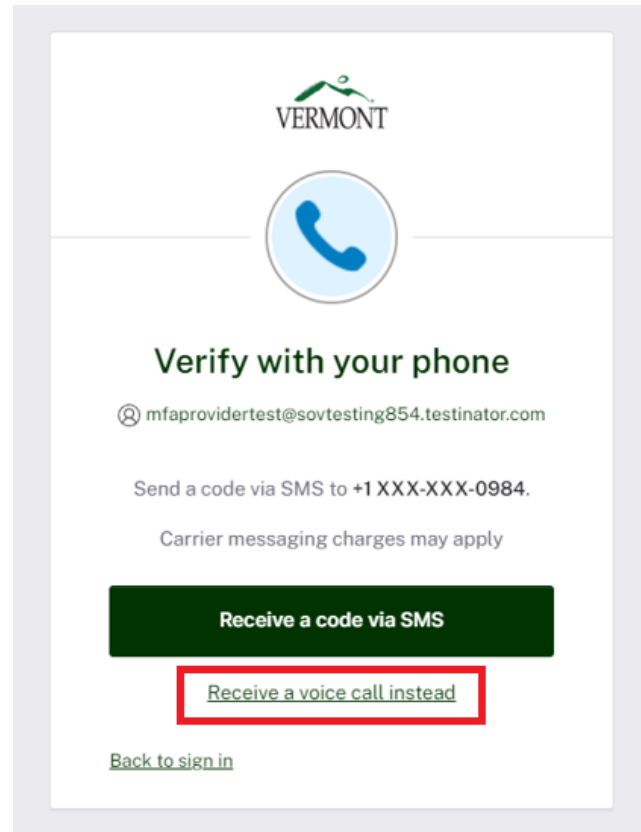 VERMONT
Verify with your phone
mfaprovidertest@sovtesting854.testinator.com
Send a code via SMS to +1 XXX-XXX-0984.
Carrier messaging charges may apply
Receive a code via SMS
Receive a voice call instead
Back to sign in